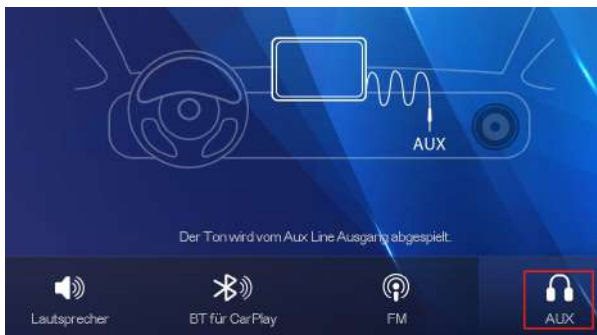 AUX
Der Ton wird vom Aux Line Ausgang abgespielt.
Lautsprecher
BT für CarPlay
FM
AUX